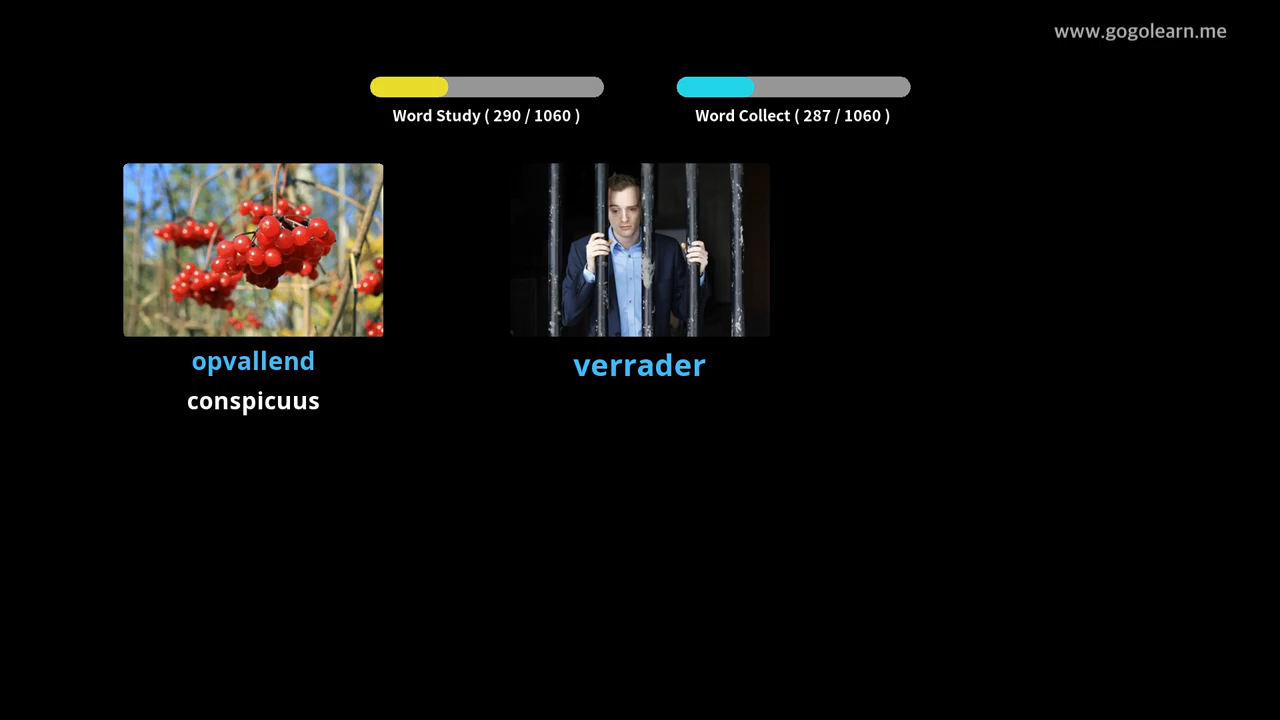 www.gogolearn.me
Word Study ( 290 / 1060 )
Word Collect ( 287 / 1060 )
opvallend
conspicuus
verrader